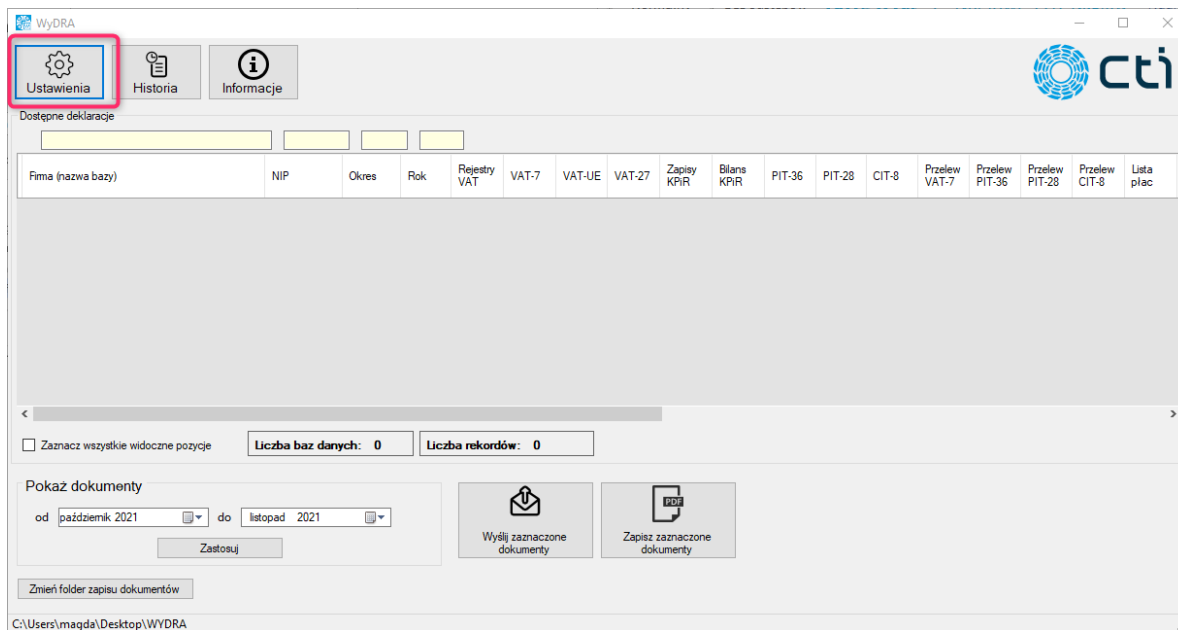 WyDRA
Ustawienia Historia Informacje
cti
Dostępne deklaracje
Firma (nazwa bazy) NIP Okres Rok Rejestry VAT VAT-7 VAT-UE VAT-27 Zapisy KPiR Bilans KPiR PIT-36 PIT-28 CIT-8 Przelew VAT-7 Przelew PIT-36 Przelew PIT-28 Przelew CIT-8 Lista płac
Zaznacz wszystkie widoczne pozycje Liczba baz danych: 0 Liczba rekordów: 0
Pokaż dokumenty
od październik 2021 do listopad 2021
Zastosuj
Wyślij zaznaczone dokumenty
Zapisz zaznaczone dokumenty
PDF
Zmień folder zapisu dokumentów
C:\Users\magda\Desktop\WYDRA